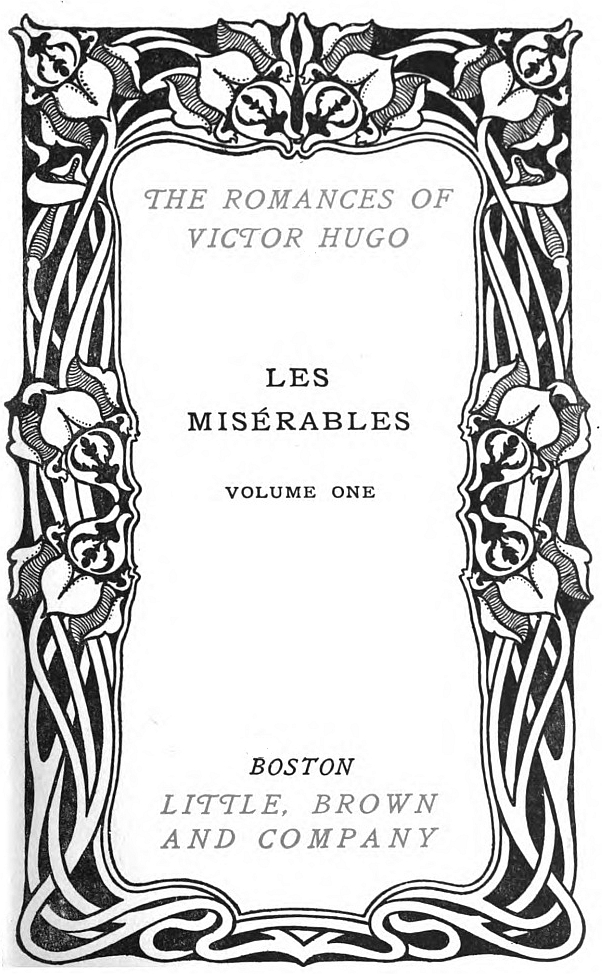 THE ROMANCES OF
VICTOR HUGO
LES
MISÉRABLES
VOLUME ONE
BOSTON
LITTLE, BROWN
AND COMPANY